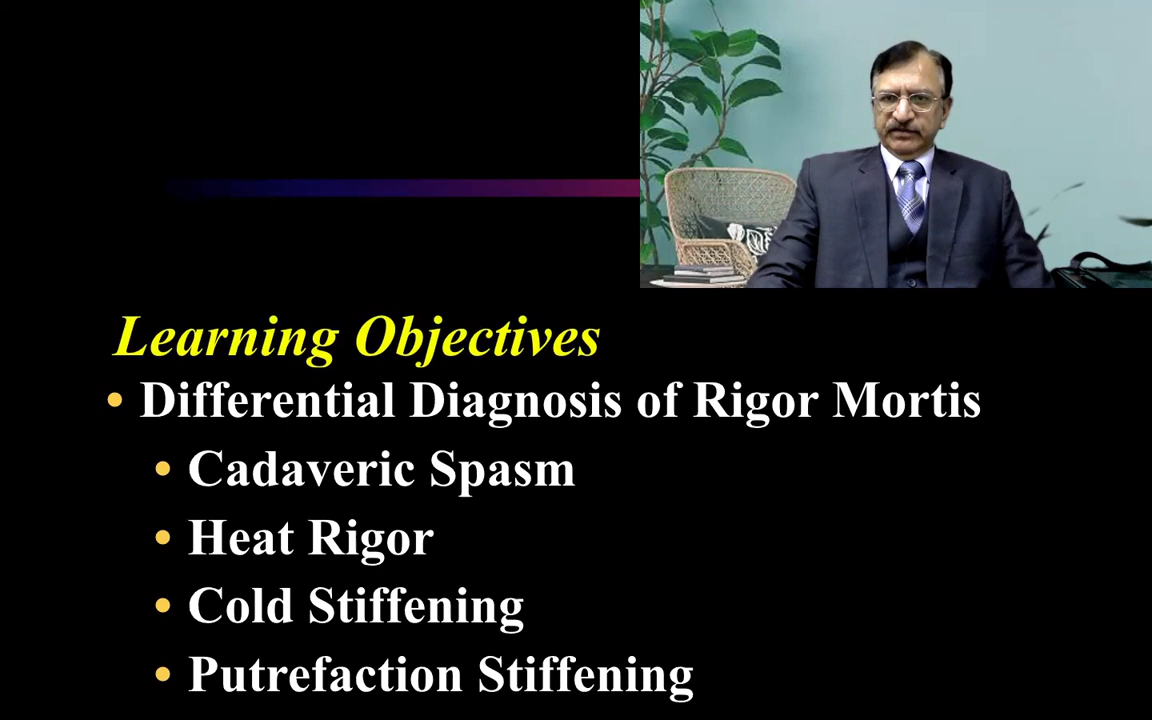 Learning Objectives
• Differential Diagnosis of Rigor Mortis
• Cadaveric Spasm
• Heat Rigor
• Cold Stiffening
• Putrefaction Stiffening